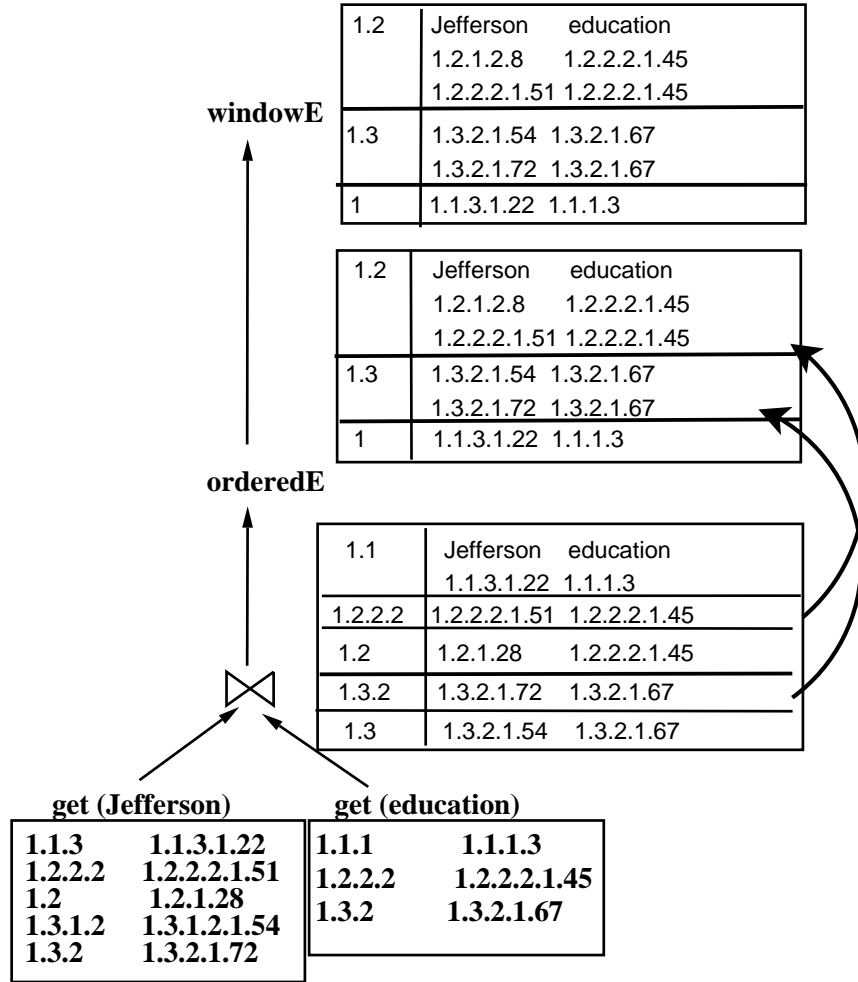 1.2 Jefferson education
1.2.1.2.8 1.2.2.2.1.45
1.2.2.2.1.51 1.2.2.2.1.45
windowE
1.3 1.3.2.1.54 1.3.2.1.67
1.3.2.1.72 1.3.2.1.67
1 1.1.3.1.22 1.1.1.3
1.2 Jefferson education
1.2.1.2.8 1.2.2.2.1.45
1.2.2.2.1.51 1.2.2.2.1.45
1.3 1.3.2.1.54 1.3.2.1.67
1.3.2.1.72 1.3.2.1.67
1 1.1.3.1.22 1.1.1.3
orderedE
1.1 Jefferson education
1.1.3.1.22 1.1.1.3
1.2.2.2 1.2.2.2.1.51 1.2.2.2.1.45
1.2 1.2.1.28 1.2.2.2.1.45
1.3.2 1.3.2.1.72 1.3.2.1.67
1.3 1.3.2.1.54 1.3.2.1.67
get (Jefferson)
1.1.3 1.1.3.1.22
1.2.2.2 1.2.2.2.1.51
1.2 1.2.1.28
1.3.1.2 1.3.1.2.1.54
1.3.2 1.3.2.1.72
get (education)
1.1.1 1.1.1.3
1.2.2.2 1.2.2.2.1.45
1.3.2 1.3.2.1.67